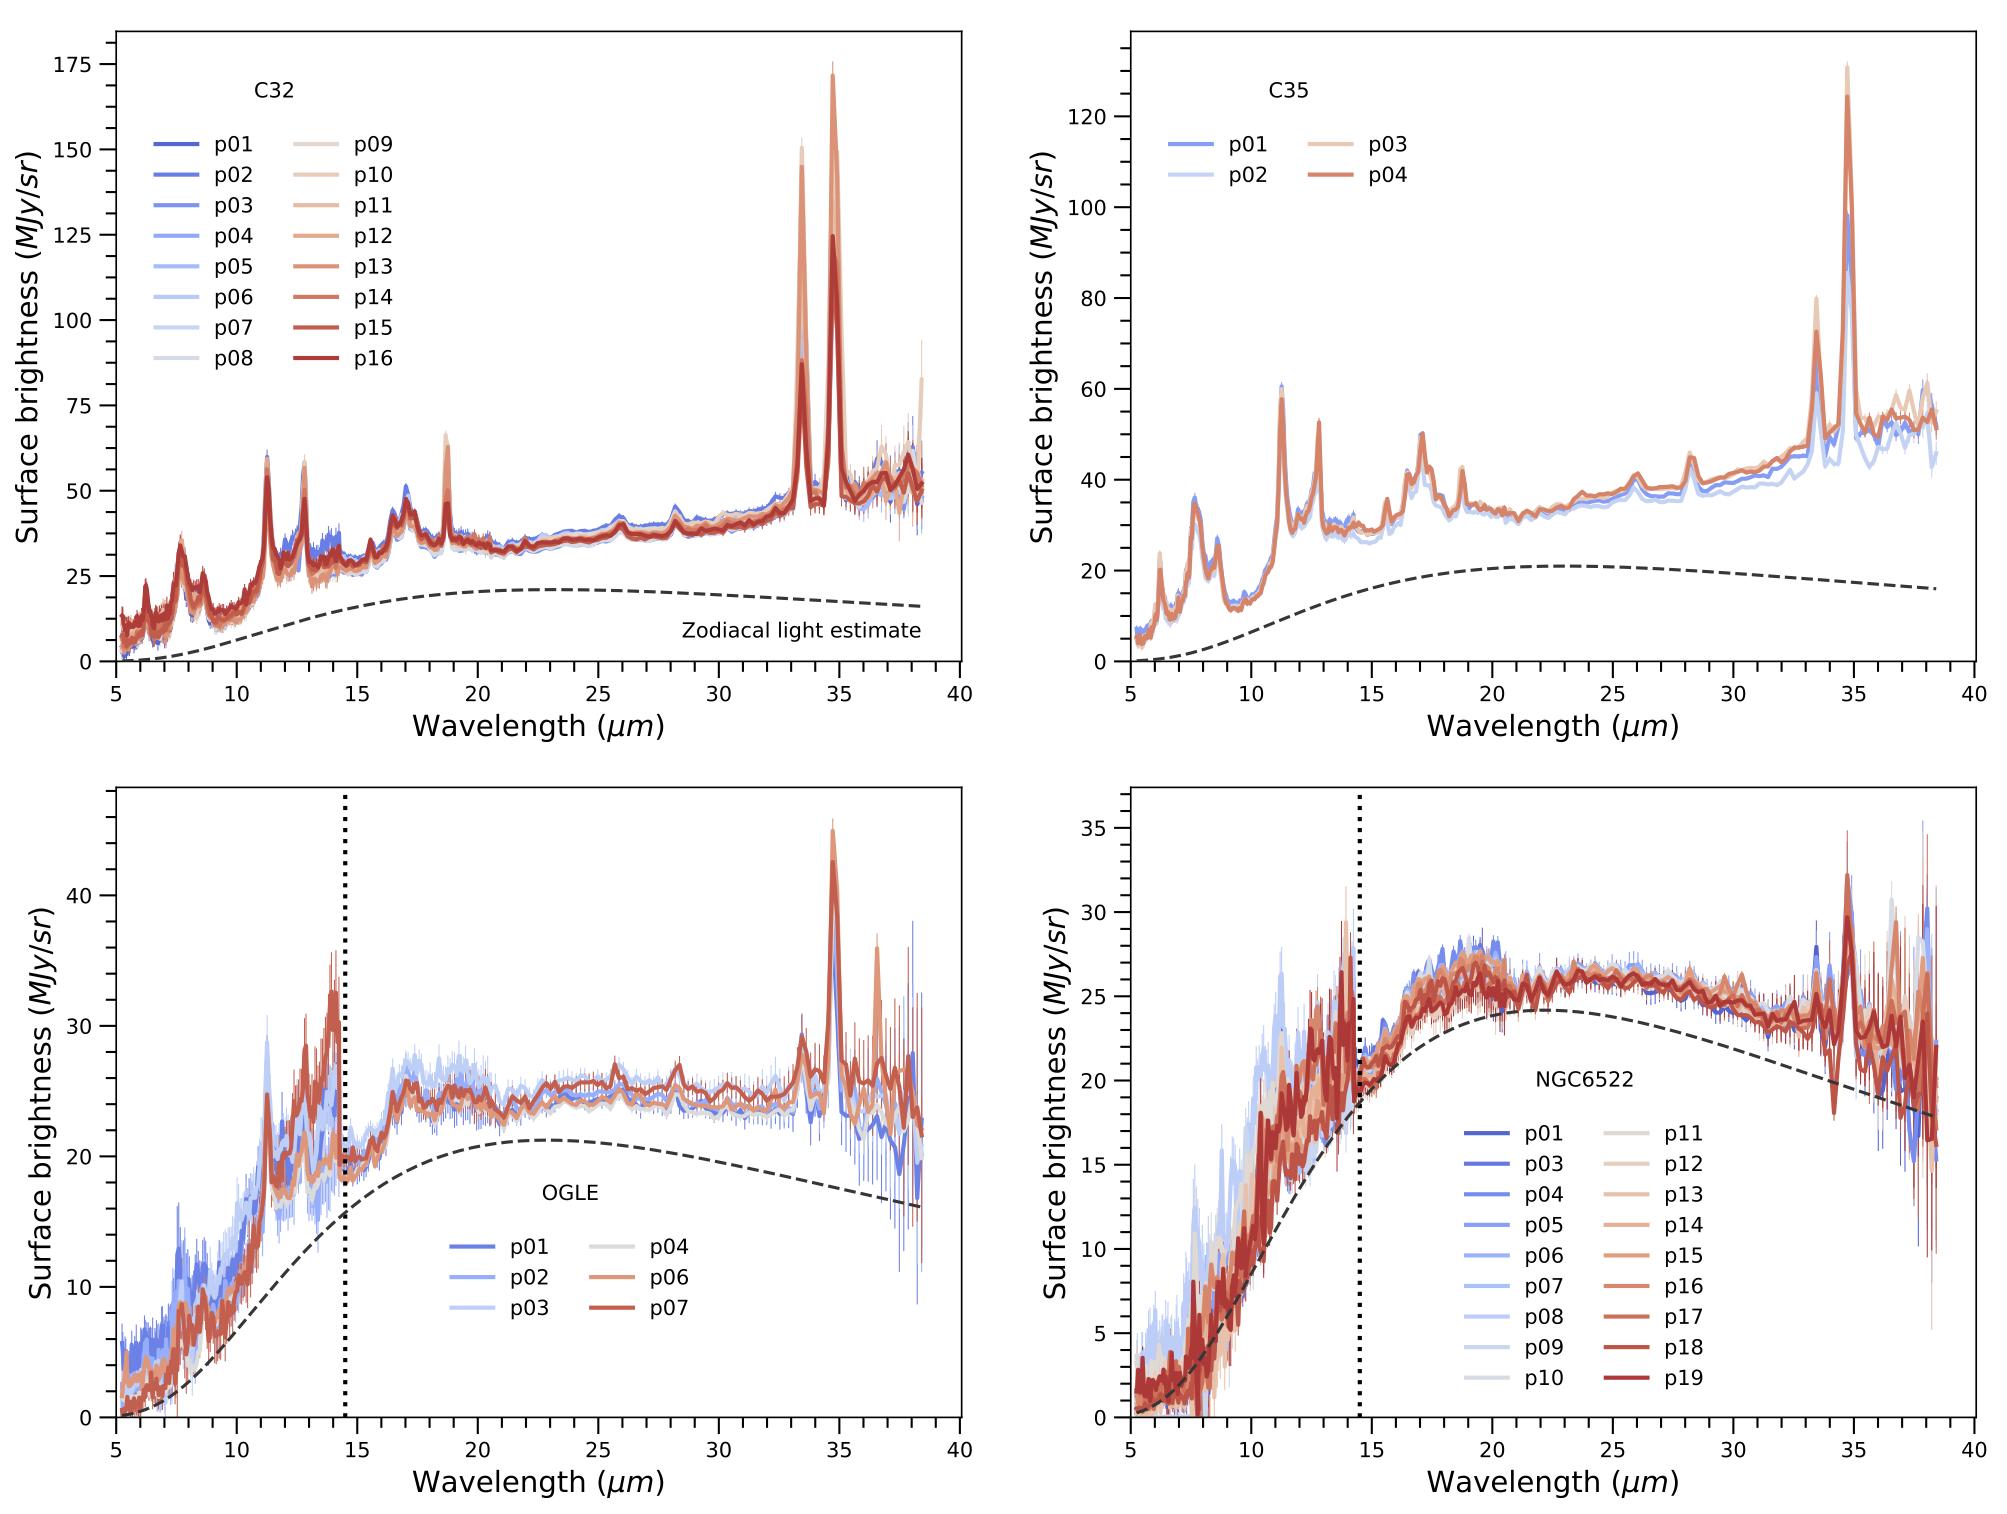 C32
p01 p09
p02 p10
p03 p11
p04 p12
p05 p13
p06 p14
p07 p15
p08 p16
Zodiacal light estimate
Surface brightness (MJy/sr)
175
150
125
100
75
50
25
0
5 10 15 20 25 30 35 40
Wavelength (μm)
C35
p01 p03
p02 p04
Surface brightness (MJy/sr)
120
100
80
60
40
20
0
5 10 15 20 25 30 35 40
Wavelength (μm)
OGLE
p01 p04
p02 p06
p03 p07
Surface brightness (MJy/sr)
40
30
20
10
0
5 10 15 20 25 30 35 40
Wavelength (μm)
NGC6522
p01 p11
p03 p12
p04 p13
p05 p14
p06 p15
p07 p16
p08 p17
p09 p18
p10 p19
Surface brightness (MJy/sr)
35
30
25
20
15
10
5
0
5 10 15 20 25 30 35 40
Wavelength (μm)